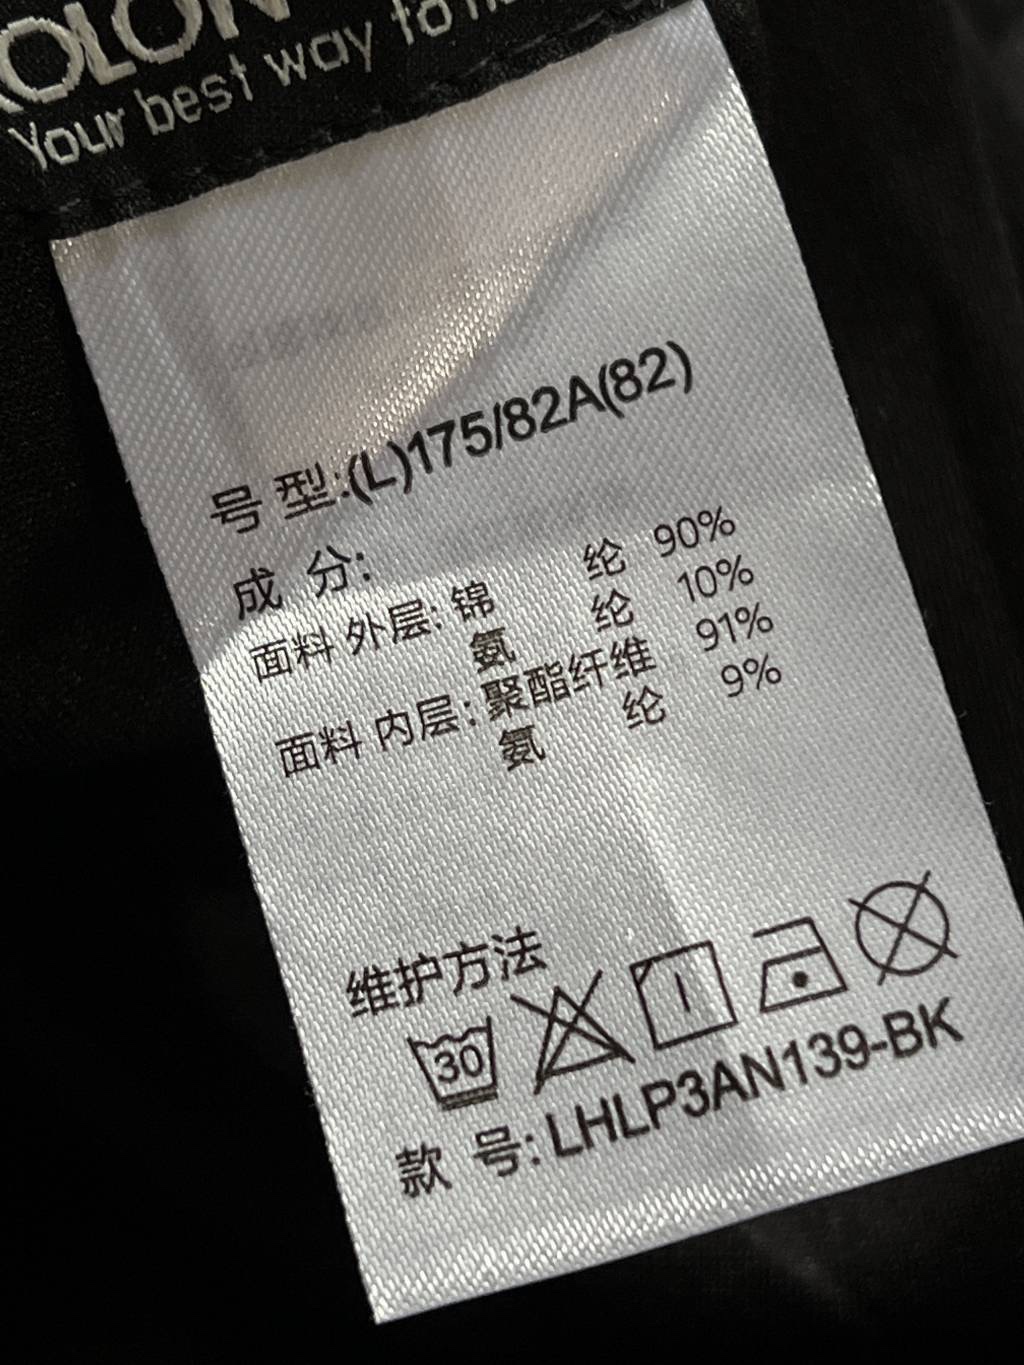 OLON
Your best way to
号 型:(L)175/82A(82)
成 分:
面料 外层: 锦 纶 90%
氨 纶 10%
面料 内层: 聚酯纤维 91%
氨 纶 9%
维护方法
30
款 号: LHLP3AN139-BK